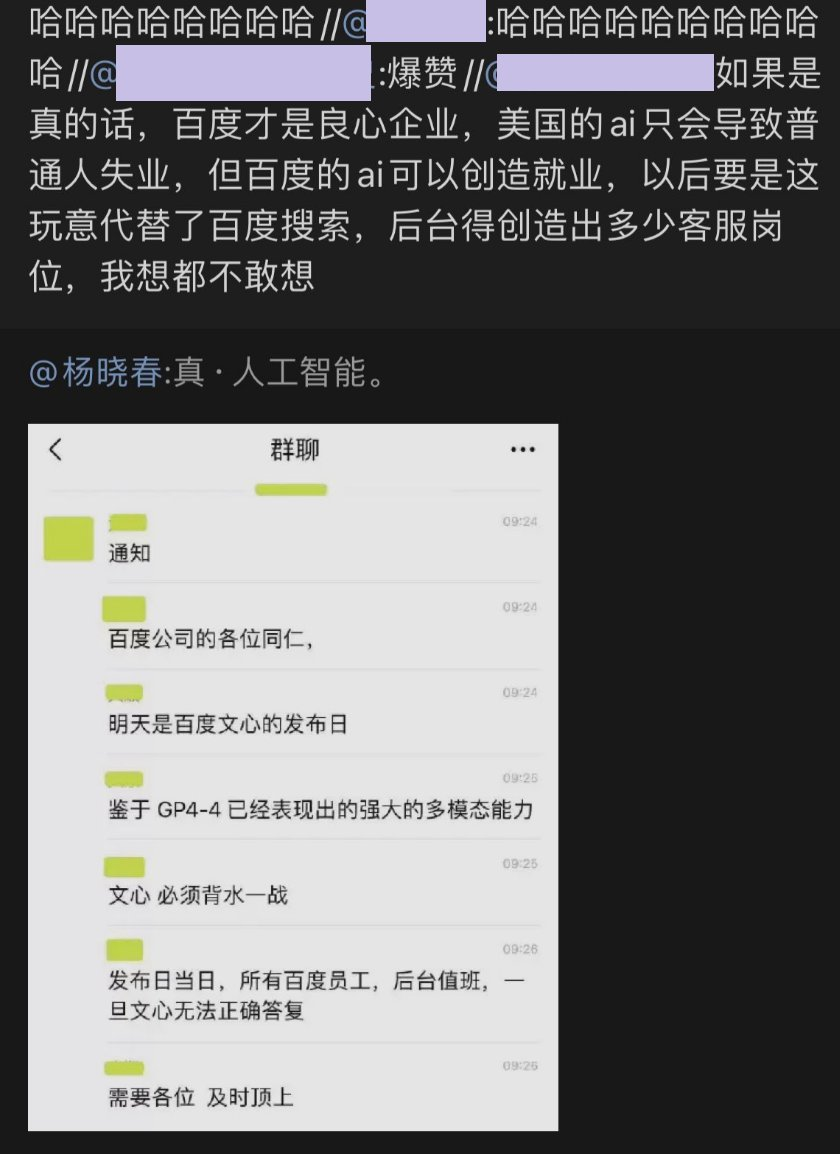 哈哈哈哈哈哈哈哈//@:哈哈哈哈哈哈哈哈哈
哈//@:爆赞//@如果是
真的话，百度才是良心企业，美国的ai只会导致普
通人失业，但百度的ai可以创造就业，以后要是这
玩意代替了百度搜索，后台得创造出多少客服岗
位，我想都不敢想
@杨晓春:真·人工智能。
群聊
09:24
通知
09:24
百度公司的各位同仁，
09:24
明天是百度文心的发布日
09:25
鉴于 GP4-4 已经表现出的强大的多模态能力
09:25
文心 必须背水一战
09:26
发布日当日，所有百度员工，后台值班，一
旦文心无法正确答复
09:26
需要各位 及时顶上